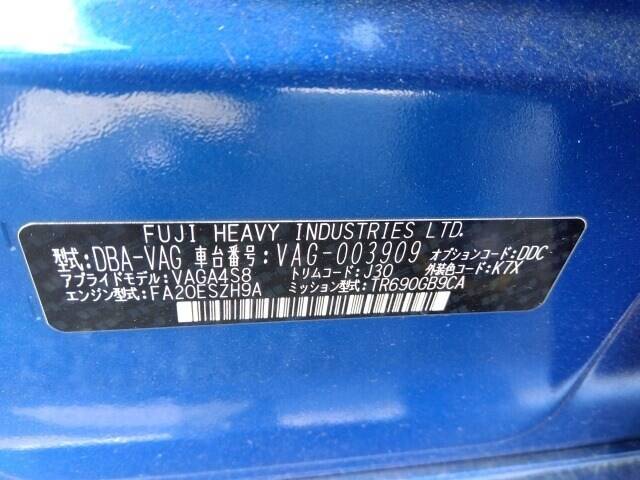 FUJI HEAVY INDUSTRIES LTD.
型式:DBA-VAG 車台番号:VAG-003909 オプションコード:DDC
アプライドモデル:VAGA4S8 トリムコード:J30 外装色コード:K7X
エンジン型式:FA20ESZH9A ミッション型式:TR690GB9CA